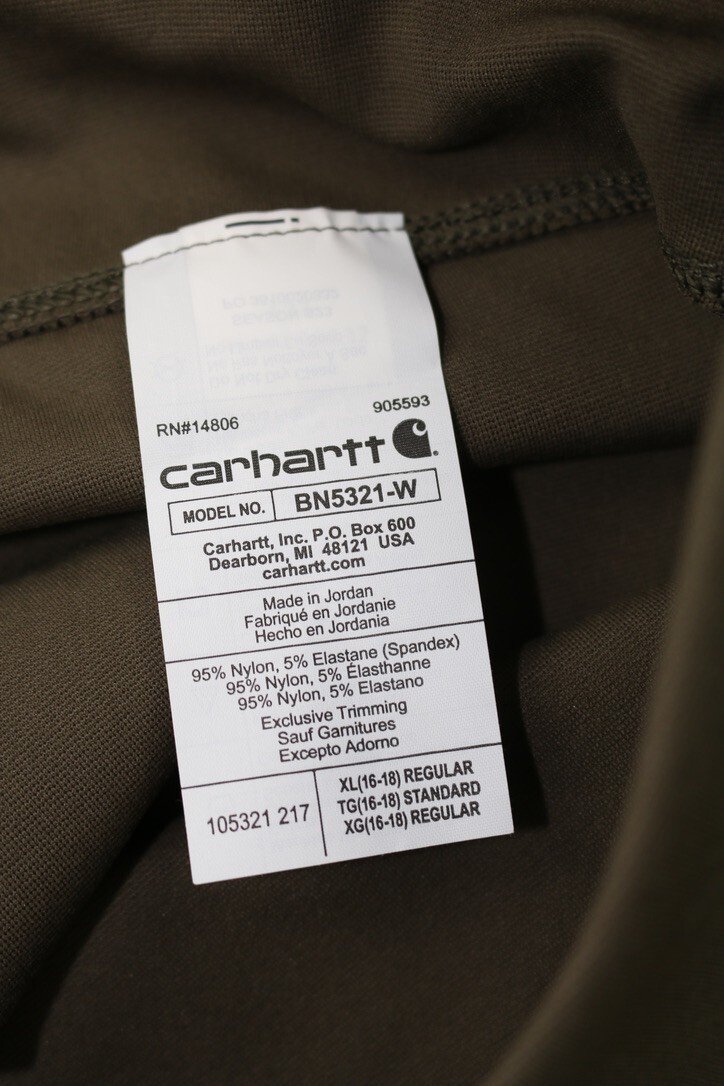 RN#14806
905593
carhartt
MODEL NO. BN5321-W
Carhartt, Inc. P.O. Box 600
Dearborn, MI 48121 USA
carhartt.com
Made in Jordan
Fabriqué en Jordanie
Hecho en Jordania
95% Nylon, 5% Elastane (Spandex)
95% Nylon, 5% Élasthanne
95% Nylon, 5% Elastano
Exclusive Trimming
Sauf Garnitures
Excepto Adorno
105321 217
XL(16-18) REGULAR
TG(16-18) STANDARD
XG(16-18) REGULAR